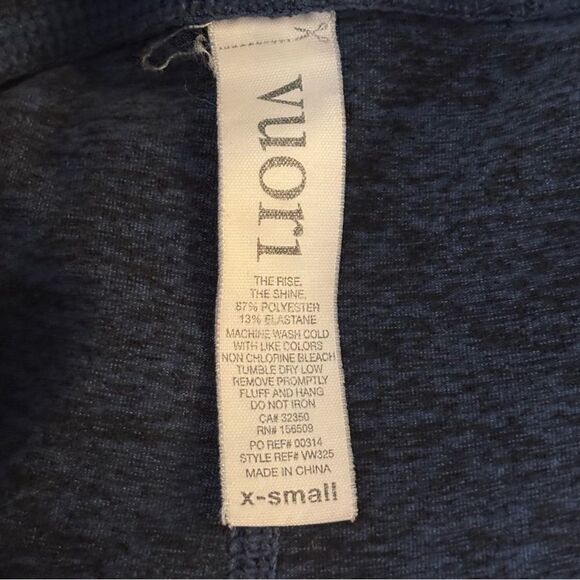 vuori
THE RISE.
THE SHINE.
87% POLYESTER
13% ELASTANE
MACHINE WASH COLD
WITH LIKE COLORS
NON CHLORINE BLEACH
TUMBLE DRY LOW
REMOVE PROMPTLY
FLUFF AND HANG
DO NOT IRON
CA# 32350
RN# 156509
PO REF# 00314
STYLE REF# VW325
MADE IN CHINA
x-small